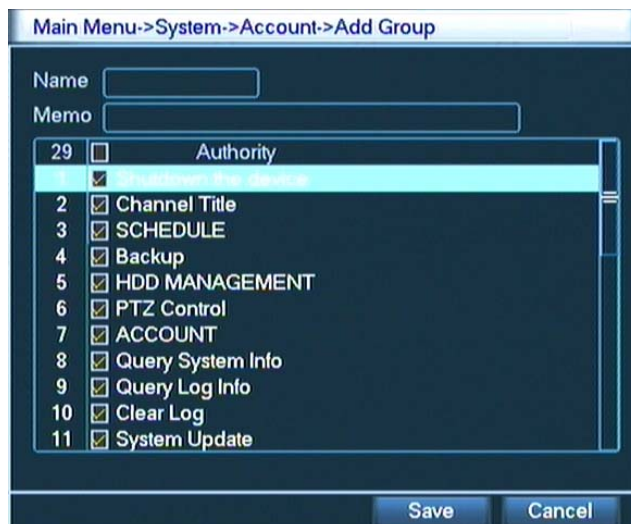 Main Menu->System->Account->Add Group
Name
Memo
29 Authority
1 Shutdown the device
2 Channel Title
3 SCHEDULE
4 Backup
5 HDD MANAGEMENT
6 PTZ Control
7 ACCOUNT
8 Query System Info
9 Query Log Info
10 Clear Log
11 System Update
Save Cancel